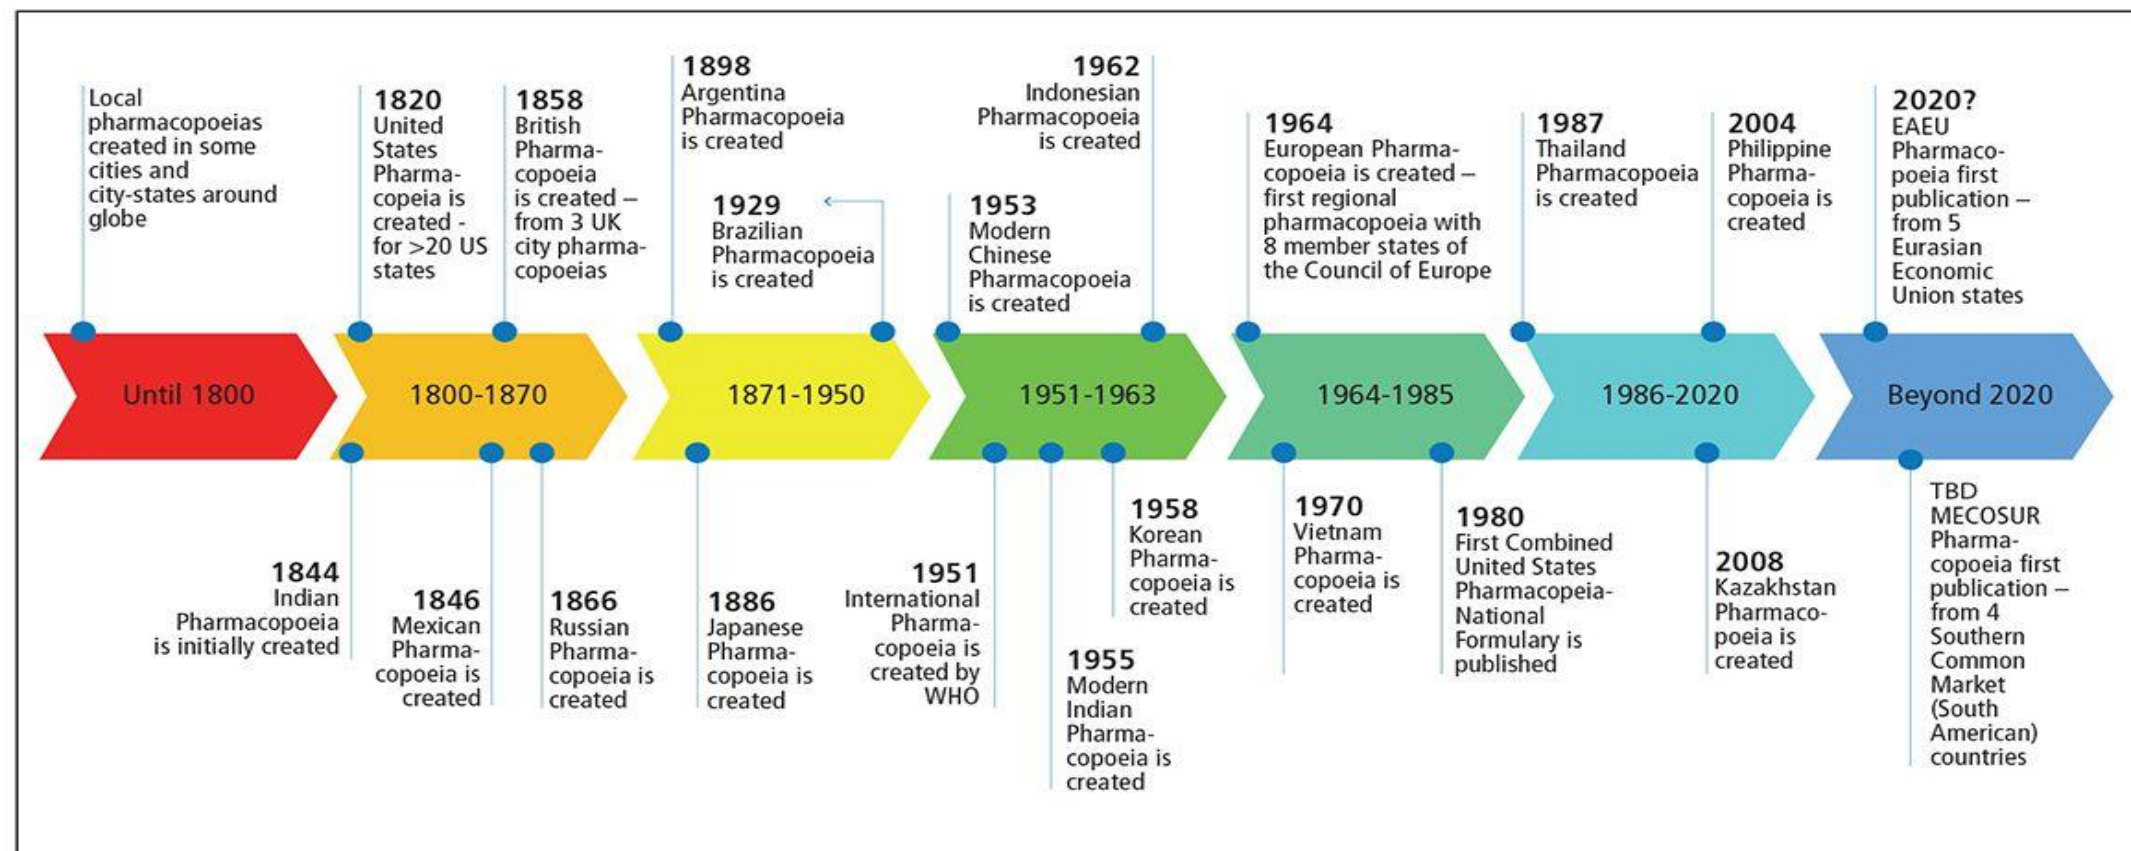 Local
pharmacopoeias
created in some
cities and
city-states around
globe
1820
United
States
Pharma-
copeia is
created -
for >20 US
states
1858
British
Pharma-
copoeia
is created –
from 3 UK
city pharma-
copoeias
1898
Argentina
Pharmacopoeia
is created
1929
Brazilian
Pharmacopoeia
is created
1953
Modern
Chinese
Pharmacopoeia
is created
1962
Indonesian
Pharmacopoeia
is created
1964
European Pharma-
copoeia is created –
first regional
pharmacopoeia with
8 member states of
the Council of Europe
1987
Thailand
Pharmacopoeia
is created
2004
Philippine
Pharma-
copoeia is
created
2020?
EAEU
Pharmaco-
poeia first
publication –
from 5
Eurasian
Economic
Union states
Until 1800
1800-1870
1871-1950
1951-1963
1964-1985
1986-2020
Beyond 2020
1844
Indian
Pharmacopoeia
is initially created
1846
Mexican
Pharma-
copoeia is
created
1866
Russian
Pharma-
copoeia is
created
1886
Japanese
Pharma-
copoeia is
created
1951
International
Pharma-
copoeia is
created by
WHO
1955
Modern
Indian
Pharma-
copoeia is
created
1958
Korean
Pharma-
copoeia is
created
1970
Vietnam
Pharma-
copoeia is
created
1980
First Combined
United States
Pharmacopeia-
National
Formulary is
published
2008
Kazakhstan
Pharmaco-
poeia is
created
TBD
MECOSUR
Pharma-
copoeia first
publication –
from 4
Southern
Common
Market
(South
American)
countries